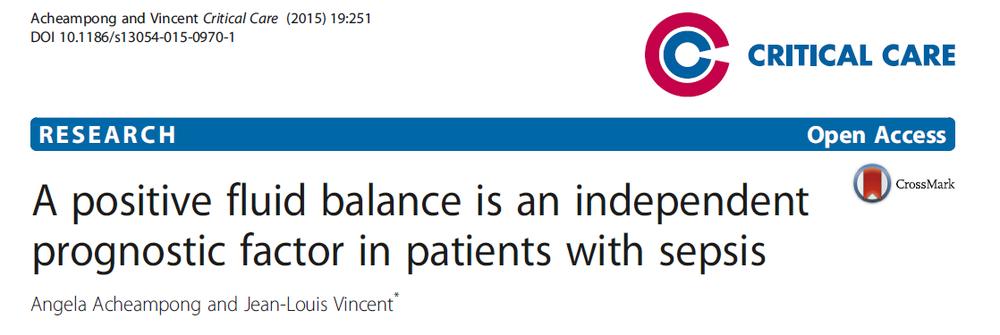 Acheampong and Vincent Critical Care (2015) 19:251
DOI 10.1186/s13054-015-0970-1
CRITICAL CARE
RESEARCH
Open Access
A positive fluid balance is an independent
prognostic factor in patients with sepsis
CrossMark
Angela Acheampong and Jean-Louis Vincent*